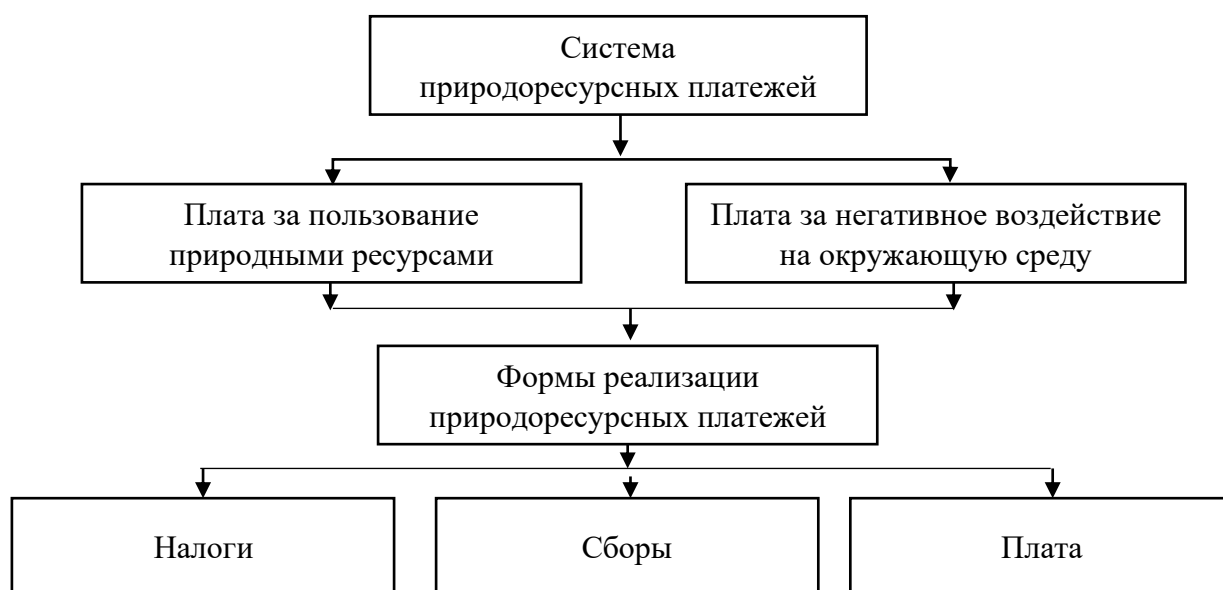 Система
природоресурсных платежей
Плата за пользование
природными ресурсами
Плата за негативное воздействие
на окружающую среду
Формы реализации
природоресурсных платежей
Налоги
Сборы
Плата